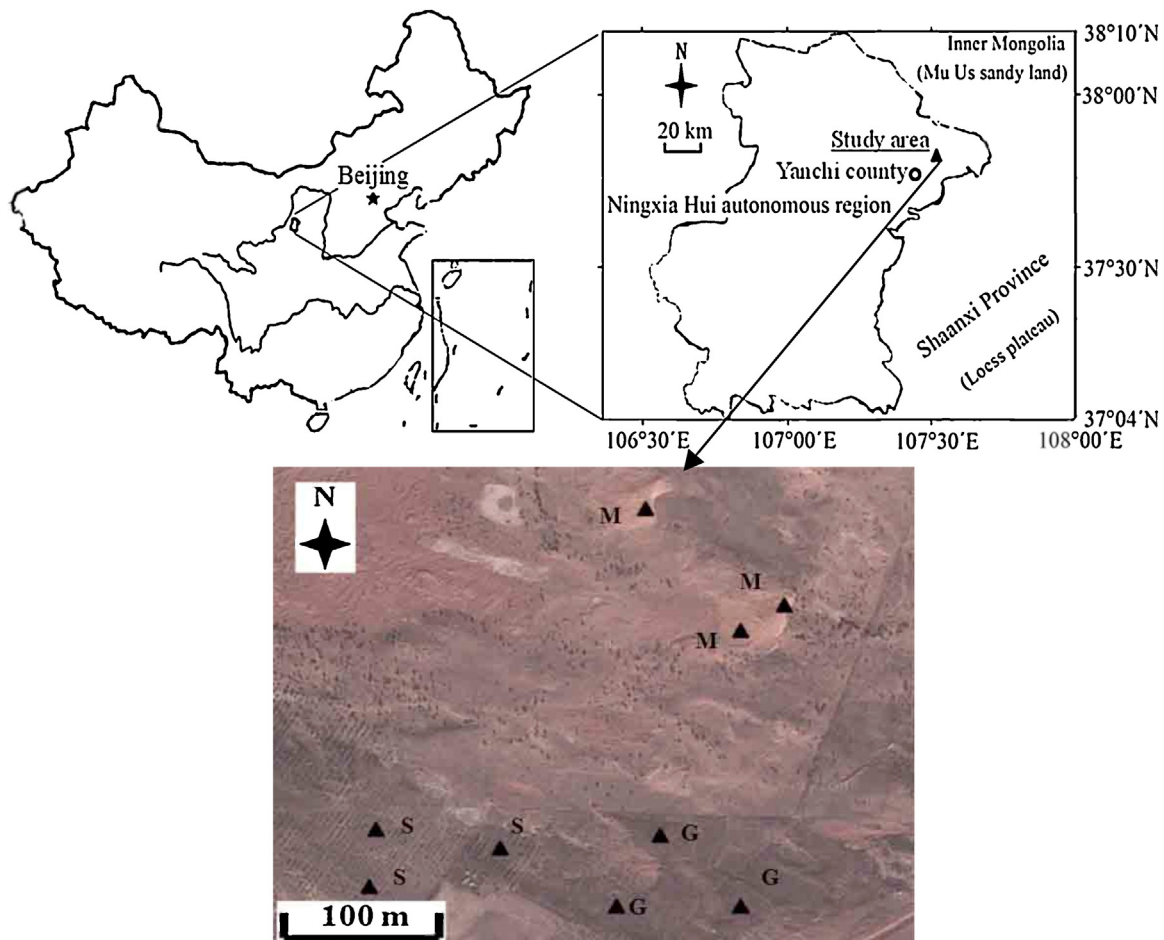 Beijing
N
20 km
Inner Mongolia
(Mu Us sandy land)
Study area
Yanchi county
Ningxia Hui autonomous region
Shaanxi Province
(Loess plateau)
38°10′N
38°00′N
37°30′N
37°04′N
106°30′E
107°00′E
107°30′E
108°00′E
N
M
M
M
S
S
G
S
G
G
100 m